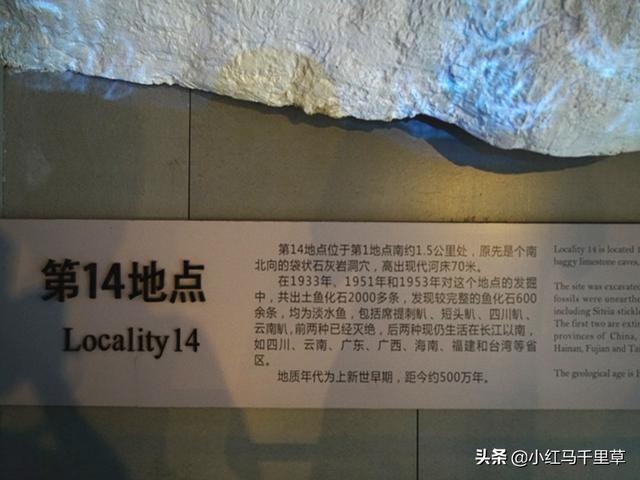 第14地点
Locality 14
第14地点位于第1地点南约1.5公里处，原先是个南
北向的袋状石灰岩洞穴，高出现代河床70米。
在1933年、1951年和1953年对这个地点的发掘
中，共出土鱼化石2000多条，发现较完整的鱼化石600
余条，均为淡水鱼，包括席提刺鲃、短头鲃、四川鲃、
云南鲃,前两种已经灭绝，后两种现仍生活在长江以南，
如四川、云南、广东、广西、海南、福建和台湾等省
区。
地质年代为上新世早期，距今约500万年。
Locality 14 is located
baggy limestone caves.
The site was excavated
fossils were unearthe
including Siteia stickle
The first two are exti
provinces of China,
Hainan, Fujian and Tai
The geological age is
头条 @小红马千里草